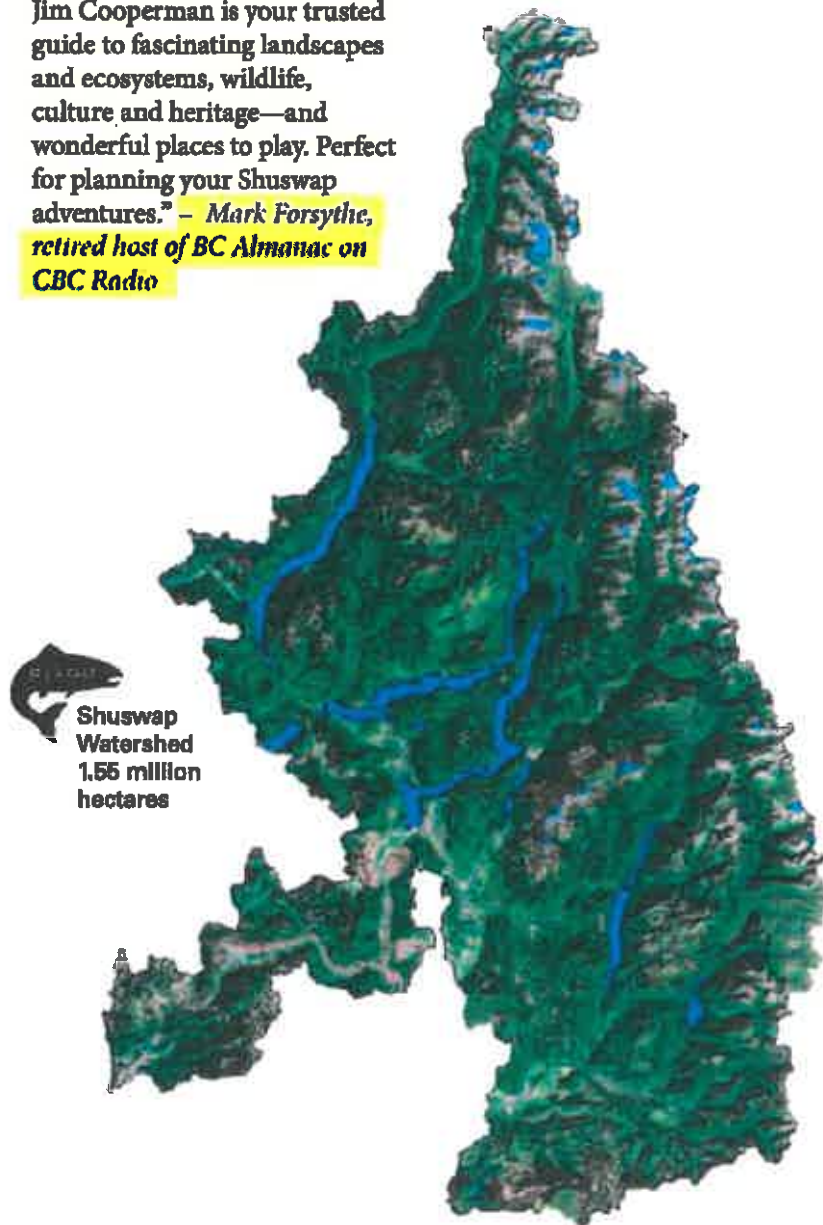 Jim Cooperman is your trusted
guide to fascinating landscapes
and ecosystems, wildlife,
culture and heritage—and
wonderful places to play. Perfect
for planning your Shuswap
adventures.” – Mark Forsythe,
retired host of BC Almanac on
CBC Radio
Shuswap
Watershed
1.55 million
hectares